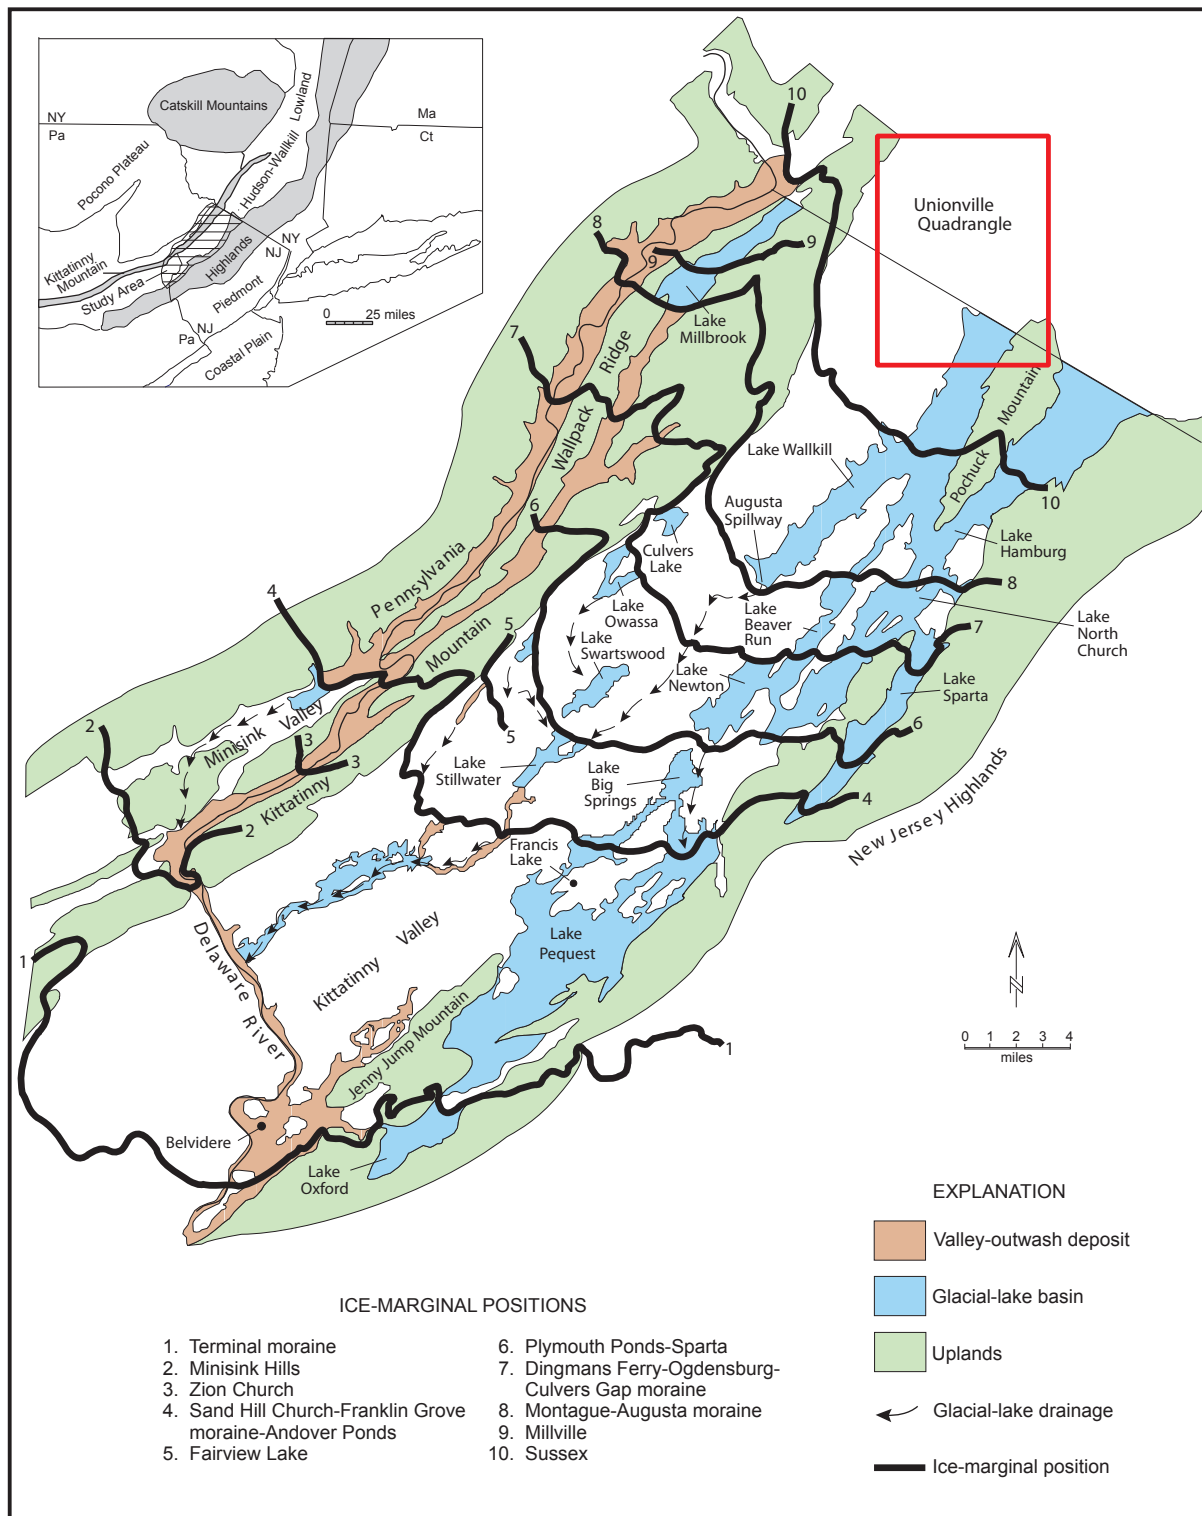 NY
Pa
Catskill Mountains
Pocono Plateau
Hudson-Wallkill
Lowland
Ma
Ct
Kittatinny
Mountain
Study Area
Highlands
NY
NJ
Piedmont
NJ
Pa
Coastal Plain
0 25 miles
10
Unionville
Quadrangle
8
9
9
Lake
Millbrook
7
Ridge
Wallpack
Mountain
Pochuck
Lake Wallkill
10
6
Augusta
Spillway
Culvers
Lake
Lake
Hamburg
Pennsylvania
4
8
Lake
Owassa
Lake
Beaver
Run
Lake
North
Church
5
Mountain
Lake
Swartswood
7
Lake
Newton
Lake
Sparta
2
Minisink Valley
3
3
5
6
Lake
Stillwater
Lake
Big
Springs
4
Kittatinny
2
New Jersey Highlands
Francis
Lake
1
Delaware River
Kittatinny Valley
Lake
Pequest
Jenny Jump Mountain
1
N
0 1 2 3 4
miles
Belvidere
Lake
Oxford
EXPLANATION
Valley-outwash deposit
Glacial-lake basin
Uplands
Glacial-lake drainage
Ice-marginal position
ICE-MARGINAL POSITIONS
1. Terminal moraine
2. Minisink Hills
3. Zion Church
4. Sand Hill Church-Franklin Grove
moraine-Andover Ponds
5. Fairview Lake
6. Plymouth Ponds-Sparta
7. Dingmans Ferry-Ogdensburg-
Culvers Gap moraine
8. Montague-Augusta moraine
9. Millville
10. Sussex